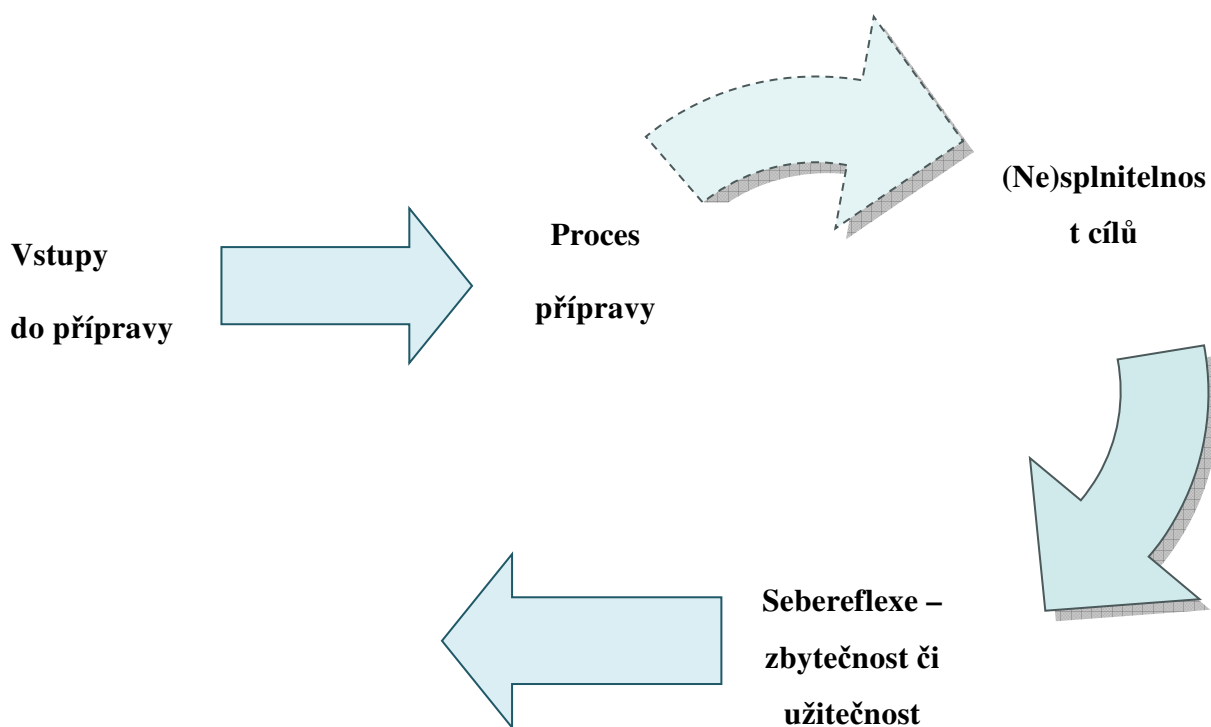 Vstupy
do přípravy
Proces
přípravy
(Ne)splnitelnos
t cílů
Sebereflexe –
zbytečnost či
užitečnost